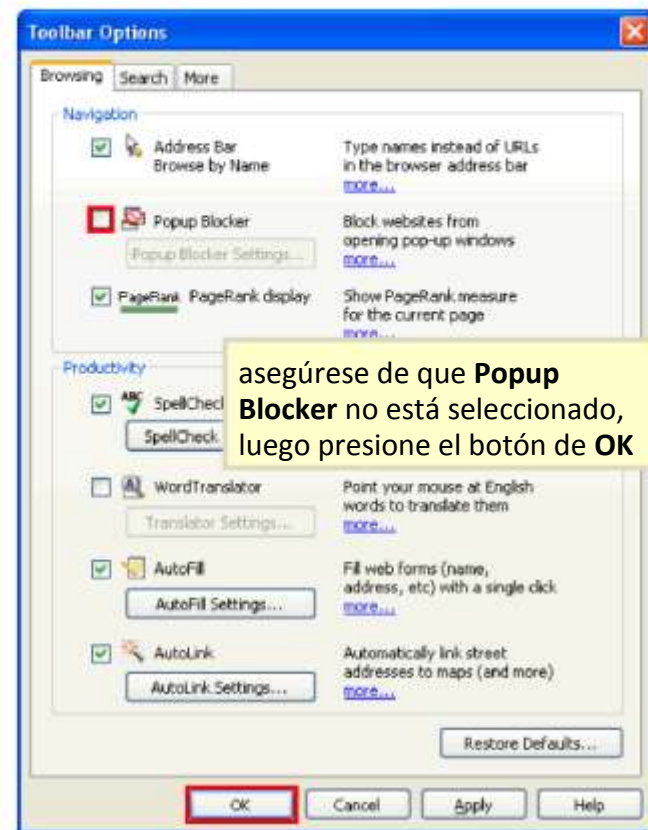 Toolbar Options
Browsing Search More
Navigation
Address Bar
Browse by Name
Type names instead of URLs
in the browser address bar
more...
Popup Blocker
Popup Blocker Settings...
Block websites from
opening pop-up windows
more...
PageRank PageRank display
Show PageRank measure
for the current page
more...
Productivity
asegúrese de que Popup
Blocker no está seleccionado,
luego presione el botón de OK
ABC
SpellCheck
SpellCheck
WordTranslator
Translator Settings...
Point your mouse at English
words to translate them
more...
AutoFill
AutoFill Settings...
Fill web forms (name,
address, etc) with a single click
more...
AutoLink
AutoLink Settings...
Automatically link street
addresses to maps (and more)
more...
Restore Defaults...
OK Cancel Apply Help